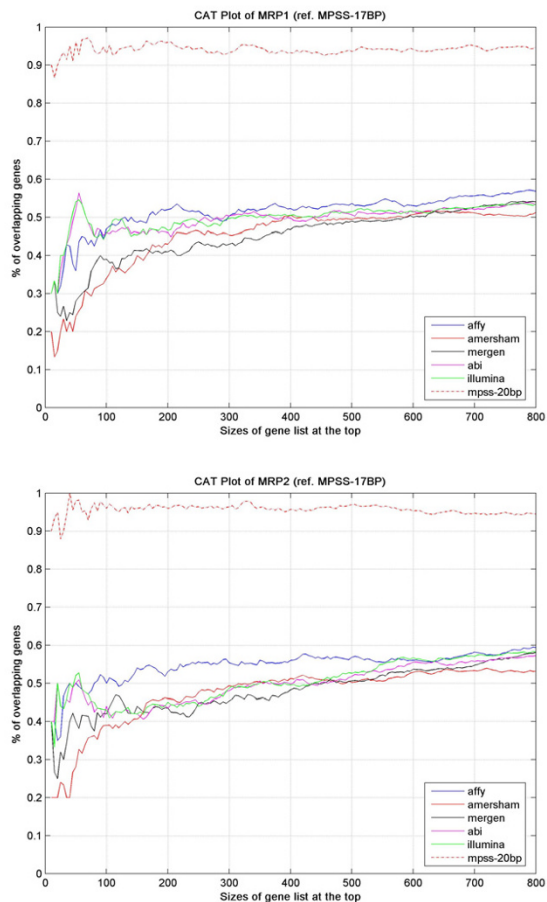 CAT Plot of MRP1 (ref. MPSS-17BP)
1
0.9
0.8
0.7
0.6
0.5
0.4
0.3
0.2
0.1
0
% of overlapping genes
affy
amersham
mergen
abi
illumina
mpss-20bp
0 100 200 300 400 500 600 700 800
Sizes of gene list at the top
CAT Plot of MRP2 (ref. MPSS-17BP)
1
0.9
0.8
0.7
0.6
0.5
0.4
0.3
0.2
0.1
0
% of overlapping genes
affy
amersham
mergen
abi
illumina
mpss-20bp
0 100 200 300 400 500 600 700 800
Sizes of gene list at the top